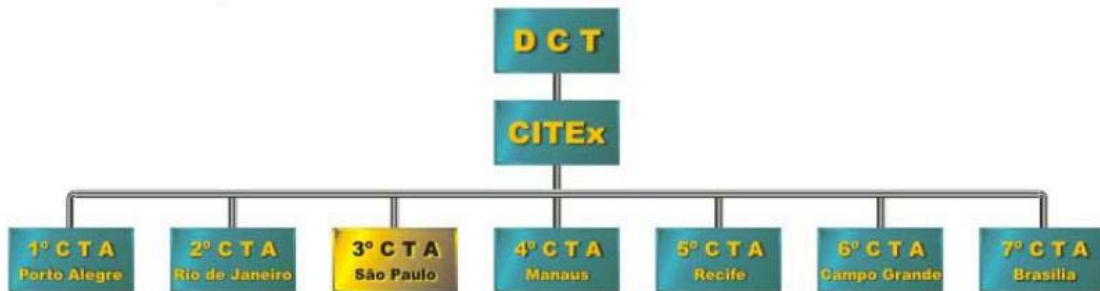 D C T
CITEx
1º C T A
Porto Alegre
2º C T A
Rio de Janeiro
3º C T A
São Paulo
4º C T A
Manaus
5º C T A
Recife
6º C T A
Campo Grande
7º C T A
Brasília